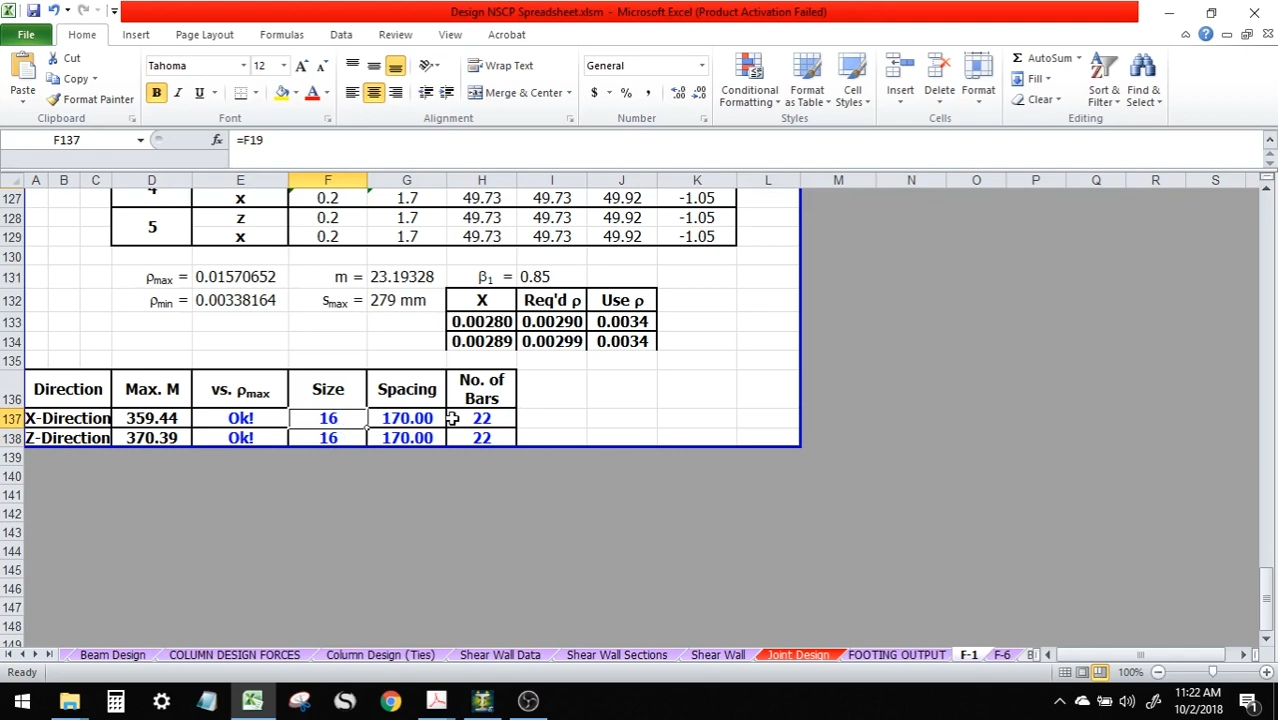 Design NSCP Spreadsheet.xlsm - Microsoft Excel (Product Activation Failed)
File Home Insert Page Layout Formulas Data Review View Acrobat
Paste Cut Copy Format Painter Clipboard
Tahoma 12 B I U A A A Font
Wrap Text Merge & Center Alignment
General $ % , Number
Conditional Formatting Format as Table Cell Styles Styles
Insert Delete Format Cells
Σ AutoSum Fill Clear Sort & Filter Find & Select Editing
F137 fx =F19
A B C D E F G H I J K L M N O P Q R S
127 4 x 0.2 1.7 49.73 49.73 49.92 -1.05
128 5 z 0.2 1.7 49.73 49.73 49.92 -1.05
129 x 0.2 1.7 49.73 49.73 49.92 -1.05
130
131 ρmax = 0.01570652 m = 23.19328 β1 = 0.85
132 ρmin = 0.00338164 smax = 279 mm X Req'd ρ Use ρ
133 0.00280 0.00290 0.0034
134 0.00289 0.00299 0.0034
135
136 Direction Max. M vs. ρmax Size Spacing No. of Bars
137 X-Direction 359.44 Ok! 16 170.00 22
138 Z-Direction 370.39 Ok! 16 170.00 22
139
140
141
142
143
144
145
146
147
148
149
Beam Design COLUMN DESIGN FORCES Column Design (Ties) Shear Wall Data Shear Wall Sections Shear Wall Joint Design FOOTING OUTPUT F-1 F-6
Ready 100%
11:22 AM
10/2/2018